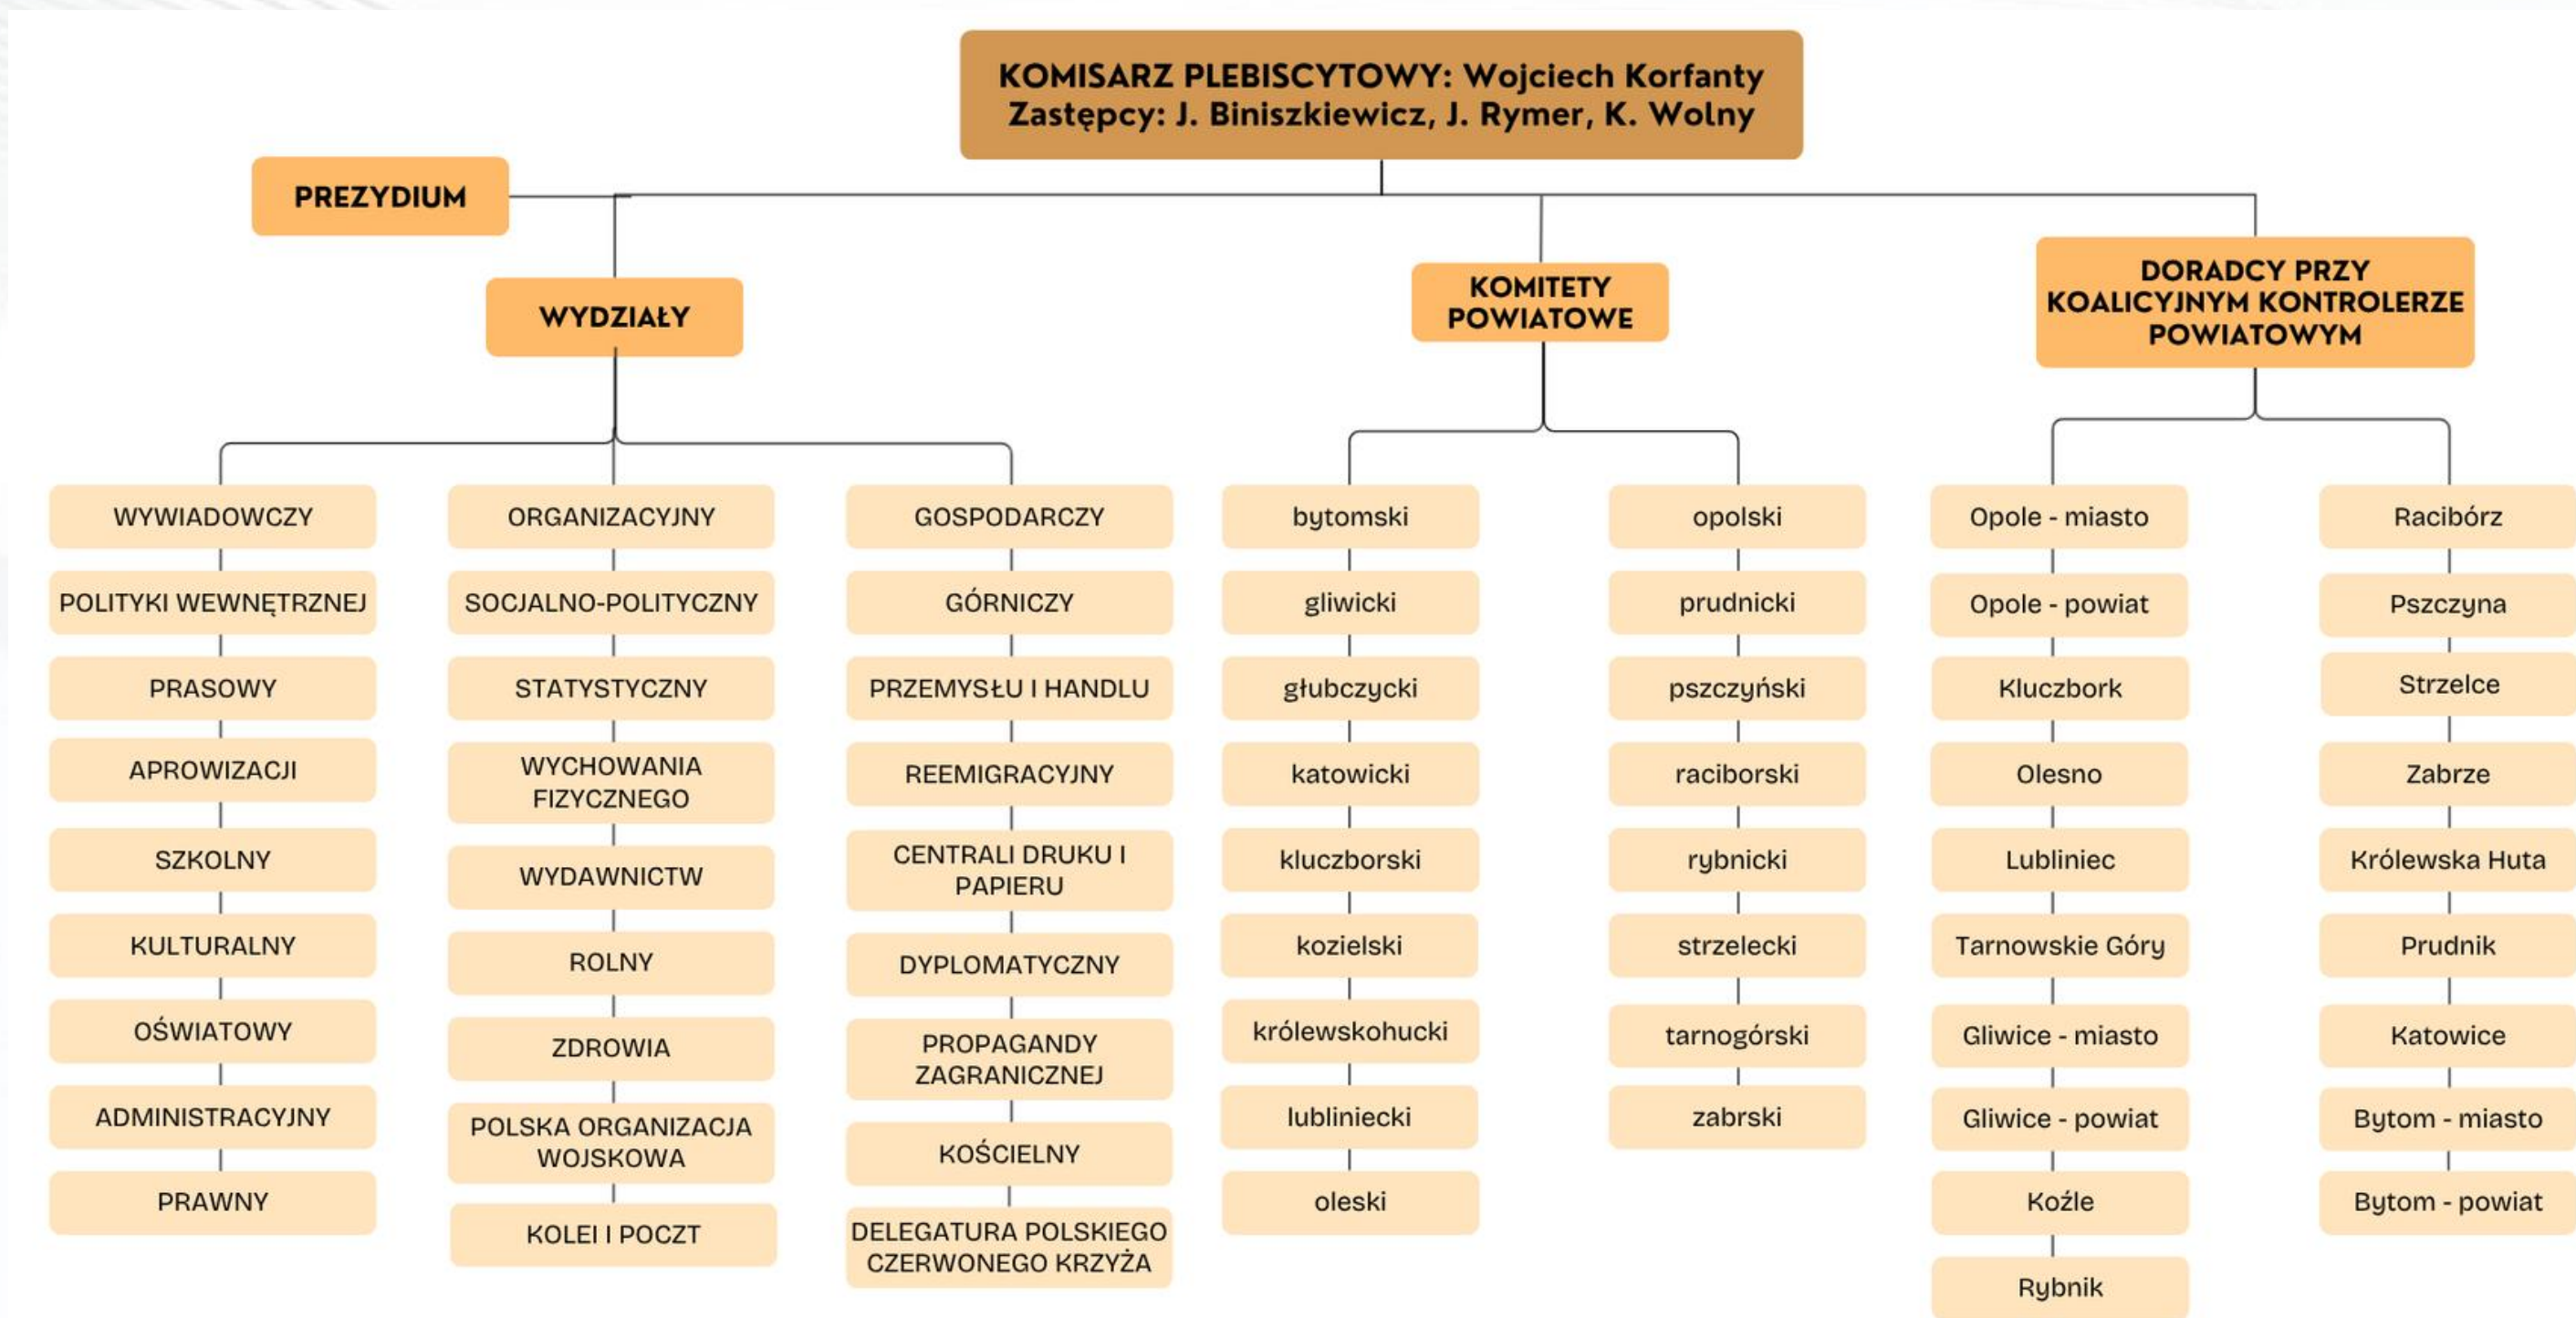 KOMISARZ PLEBISCYTOWY: Wojciech Korfanty
Zastępcy: J. Biniszkiewicz, J. Rymer, K. Wolny
PREZYDIUM
WYDZIAŁY
KOMITETY
POWIATOWE
DORADCY PRZY
KOALICYJNYM KONTROLERZE
POWIATOWYM
WYWIADOWCZY
POLITYKI WEWNĘTRZNEJ
PRASOWY
APROWIZACJI
SZKOLNY
KULTURALNY
OŚWIATOWY
ADMINISTRACYJNY
PRAWNY
ORGANIZACYJNY
SOCJALNO-POLITYCZNY
STATYSTYCZNY
WYCHOWANIA
FIZYCZNEGO
WYDAWNICTW
ROLNY
ZDROWIA
POLSKA ORGANIZACJA
WOJSKOWA
KOLEI I POCZT
GOSPODARCZY
GÓRNICZY
PRZEMYSŁU I HANDLU
REEMIGRACYJNY
CENTRALI DRUKU I
PAPIERU
DYPLOMATYCZNY
PROPAGANDY
ZAGRANICZNEJ
KOŚCIELNY
DELEGATURA POLSKIEGO
CZERWONEGO KRZYŻA
bytomski
gliwicki
głubczycki
katowicki
kluczborski
kozielski
królewskohucki
lubliniecki
oleski
opolski
prudnicki
pszczyński
raciborski
rybnicki
strzelecki
tarnogórski
zabrski
Opole - miasto
Opole - powiat
Kluczbork
Olesno
Lubliniec
Tarnowskie Góry
Gliwice - miasto
Gliwice - powiat
Koźle
Rybnik
Racibórz
Pszczyna
Strzelce
Zabrze
Królewska Huta
Prudnik
Katowice
Bytom - miasto
Bytom - powiat